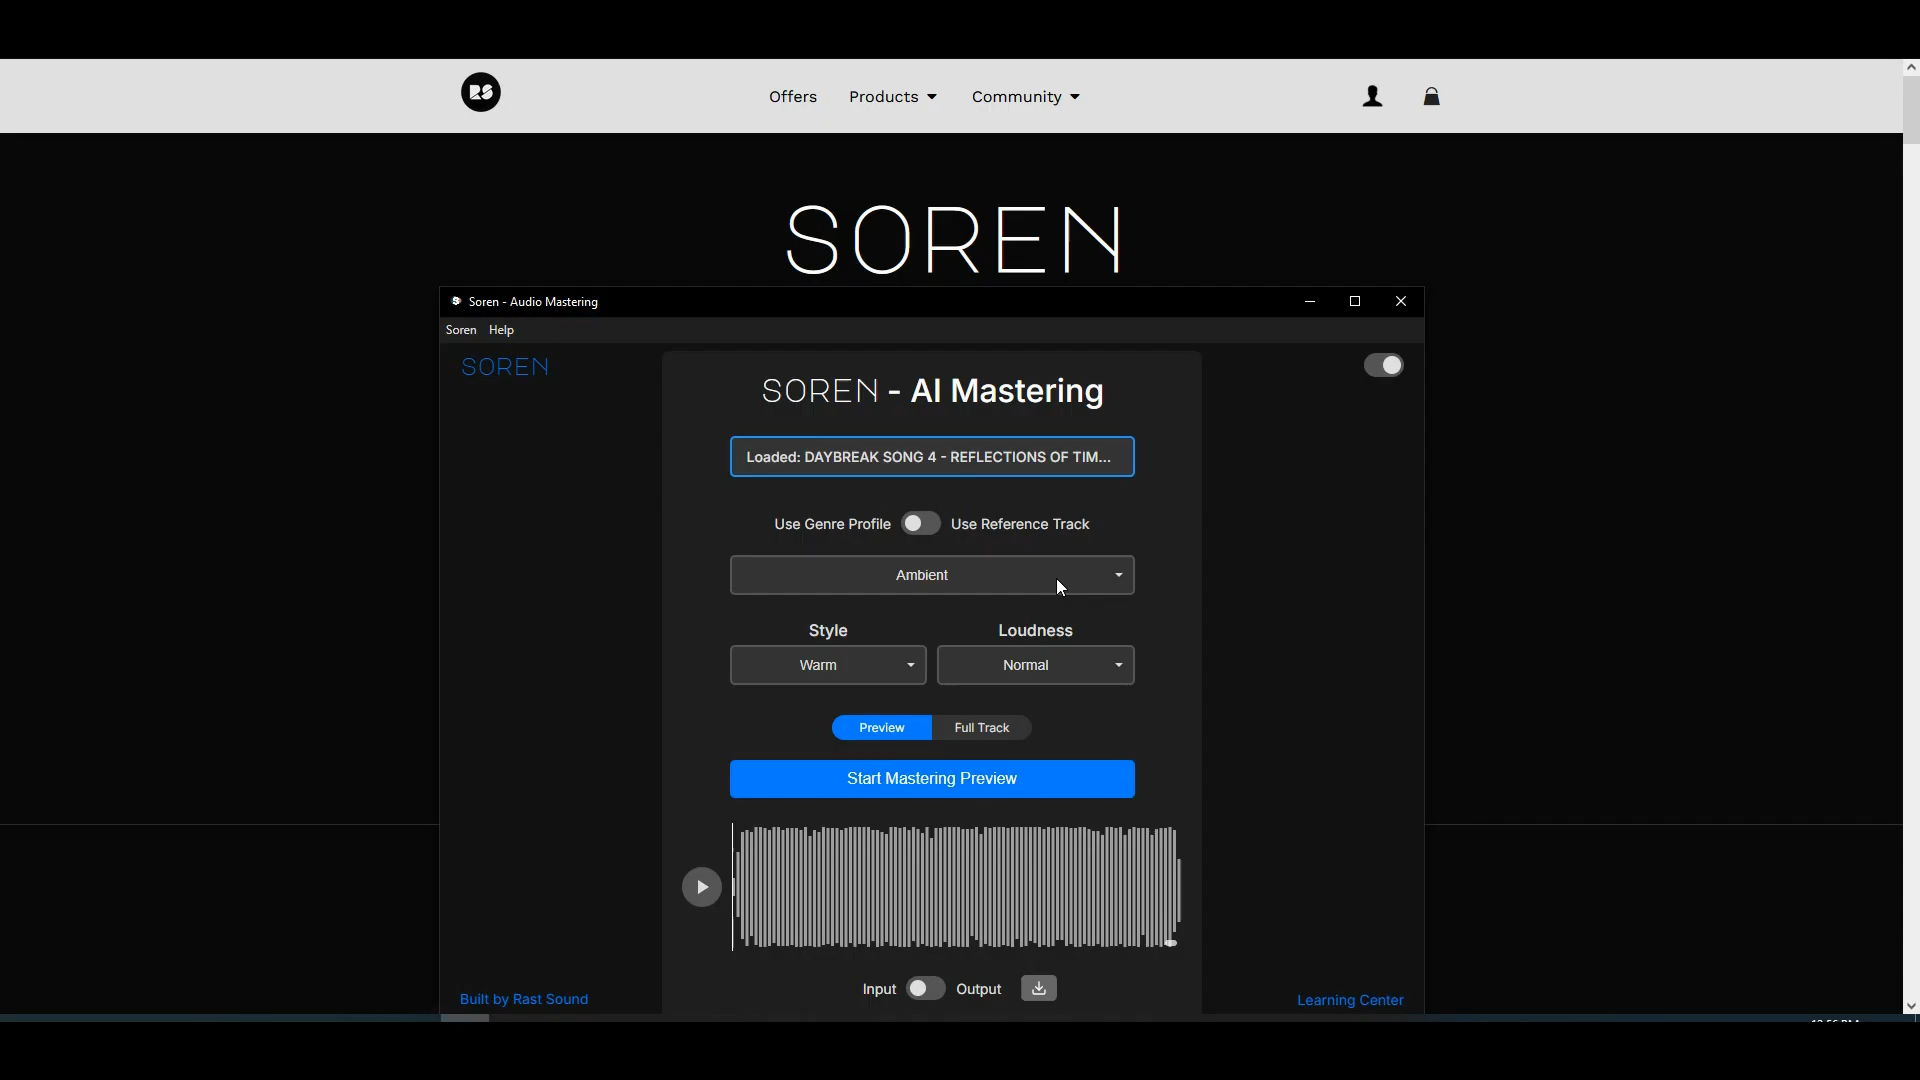 RS
Offers Products Community
SOREN
Soren - Audio Mastering
Soren Help
SOREN
SOREN - AI Mastering
Loaded: DAYBREAK SONG 4 - REFLECTIONS OF TIM...
Use Genre Profile Use Reference Track
Ambient
Style Loudness
Warm Normal
Preview Full Track
Start Mastering Preview
Input Output
Built by Rast Sound Learning Center